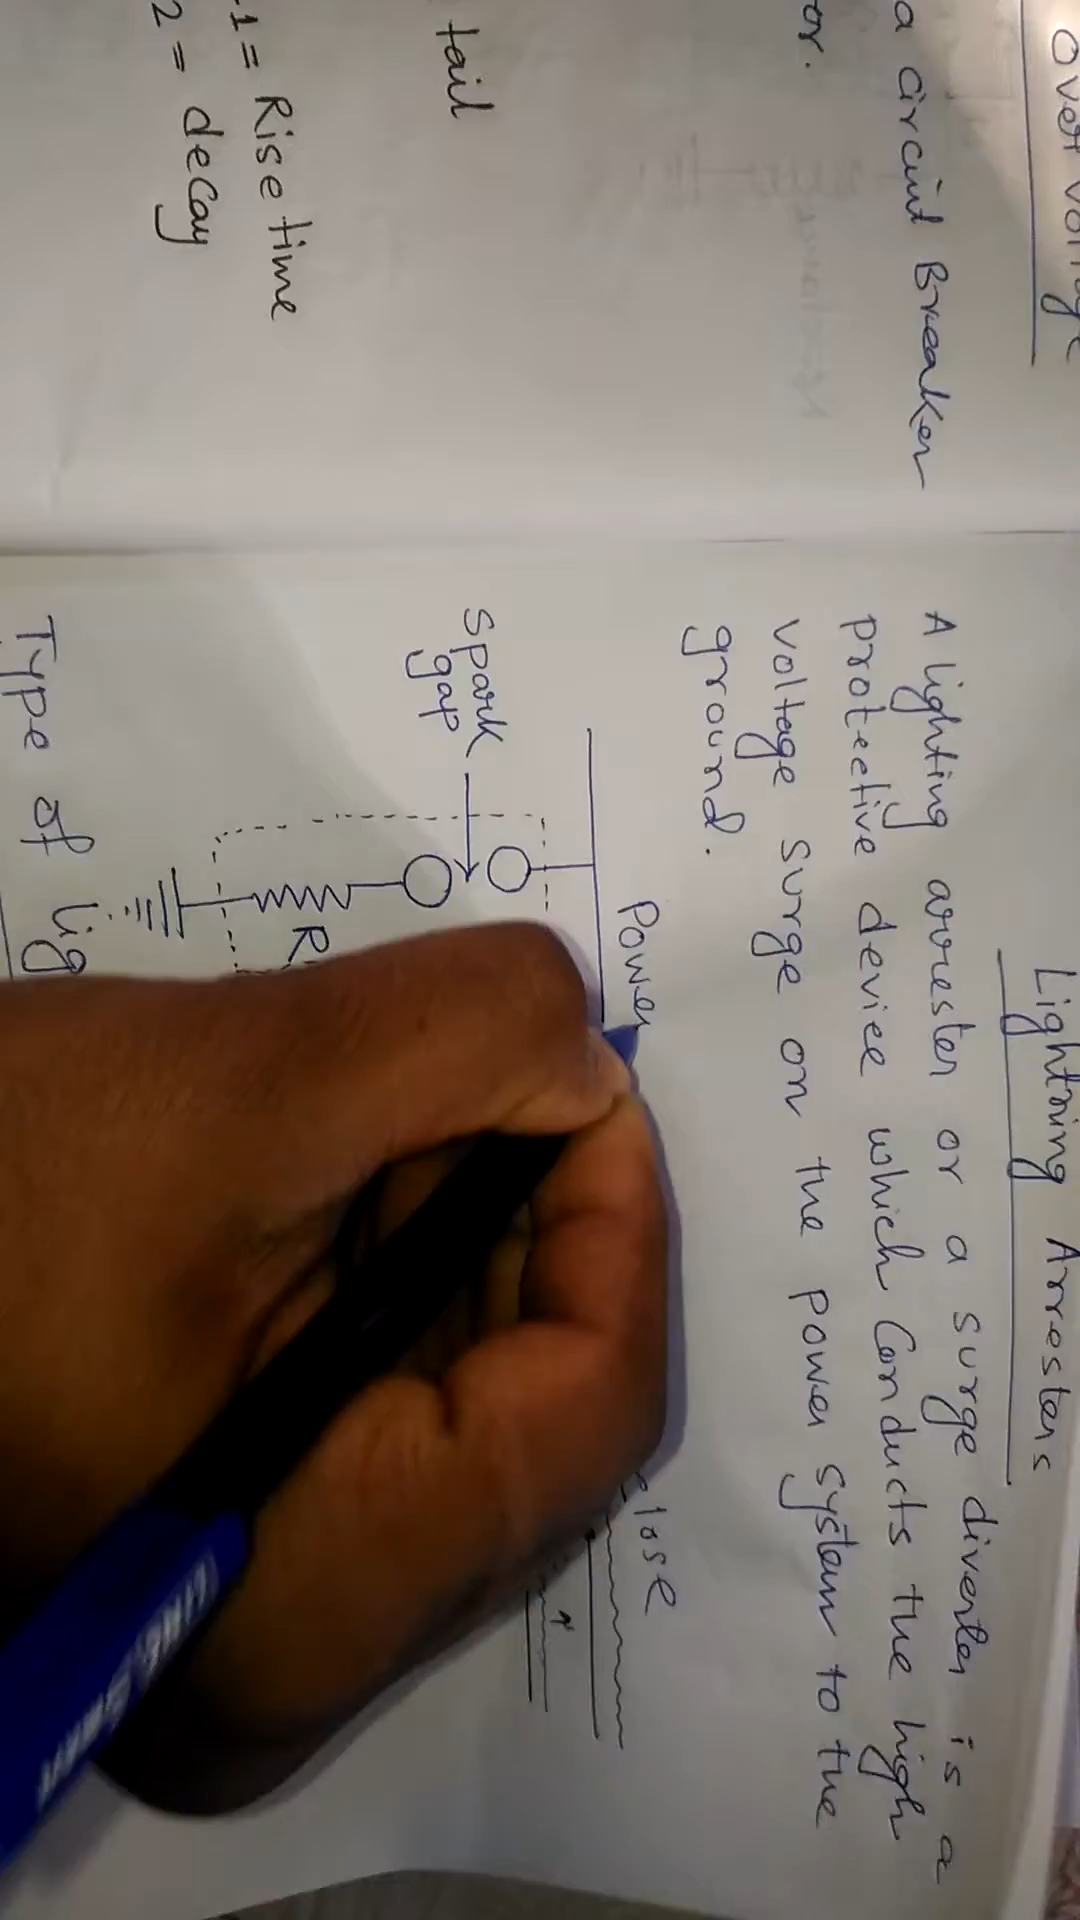 Over voltage
a circuit Breaker
or.
tail
1 = Rise time
2 = decay
Lightning Arresters
A lighting arrester or a surge diverter is a
protective device which Conducts the high
voltage surge on the power system to the
ground.
Power
Spark
gap
R
Type of Lig